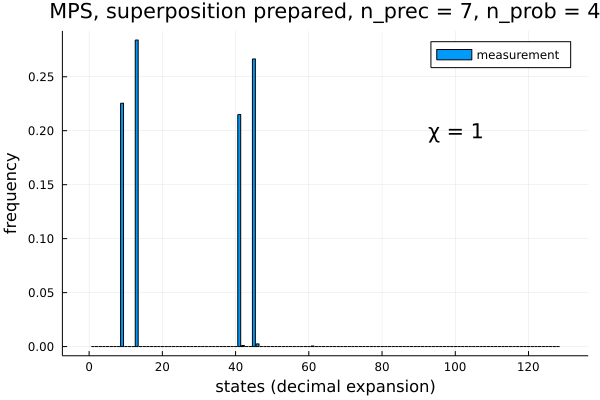 MPS, superposition prepared, n_prec = 7, n_prob = 4
measurement
χ = 1
frequency
0.25
0.20
0.15
0.10
0.05
0.00
0 20 40 60 80 100 120
states (decimal expansion)